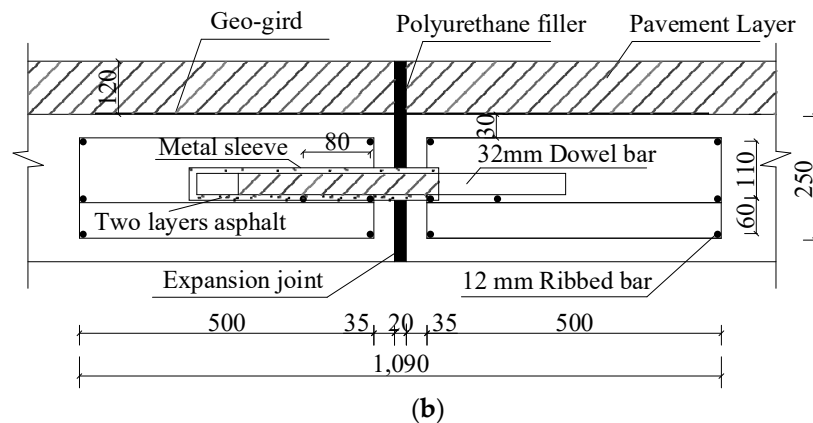 Geo-gird
Polyurethane filler
Pavement Layer
120
30
80
Metal sleeve
32mm Dowel bar
110
250
Two layers asphalt
60
Expansion joint
12 mm Ribbed bar
500
35
20
35
500
1,090
(b)